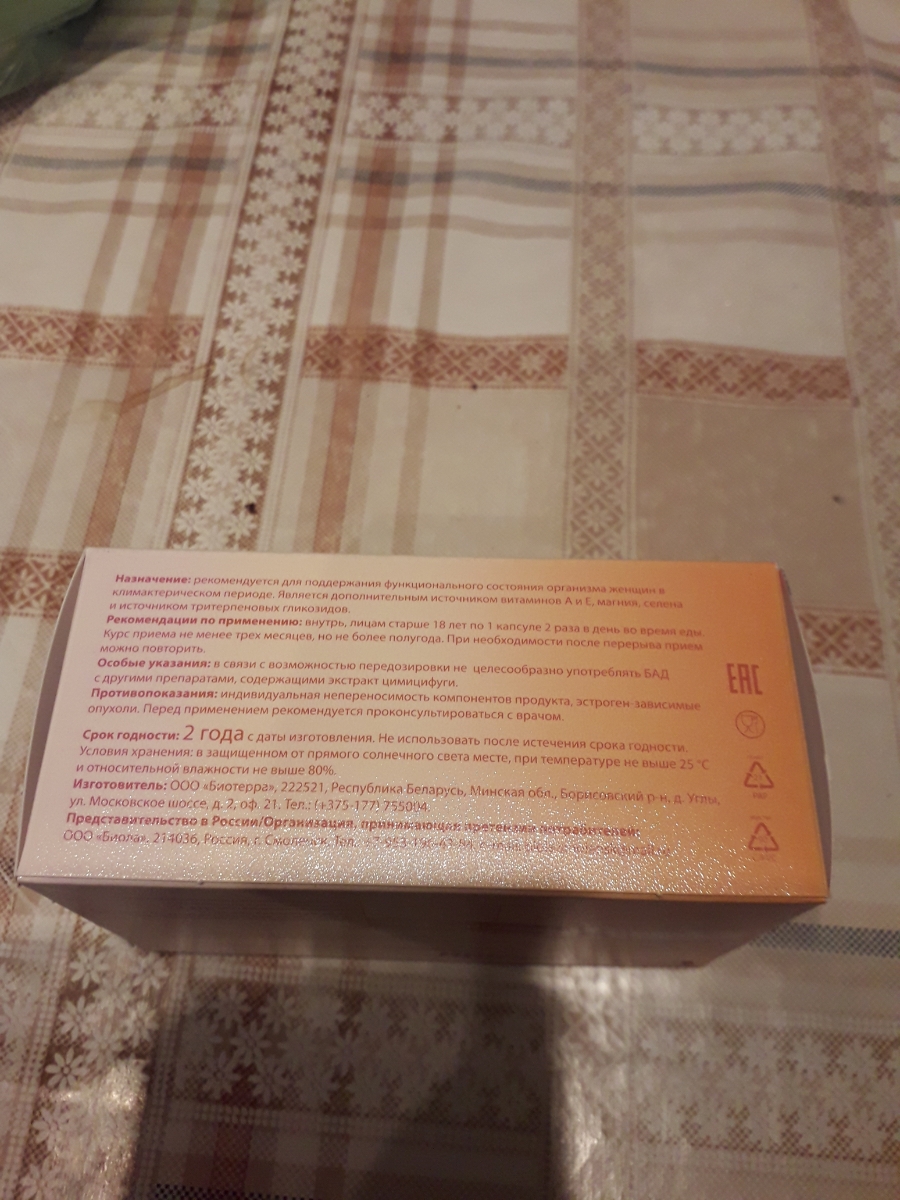 Назначение: рекомендуется для поддержания функционального состояния организма женщин в
климактерическом периоде. Является дополнительным источником витаминов А и Е, магния, селена
и источником тритерпеновых гликозидов.
Рекомендации по применению: внутрь, лицам старше 18 лет по 1 капсуле 2 раза в день во время еды.
Курс приема не менее трех месяцев, но не более полугода. При необходимости после перерыва прием
можно повторить.
Особые указания: в связи с возможностью передозировки не целесообразно употреблять БАД
с другими препаратами, содержащими экстракт цимицифуги.
Противопоказания: индивидуальная непереносимость компонентов продукта, эстроген-зависимые
опухоли. Перед применением рекомендуется проконсультироваться с врачом.
Срок годности: 2 года с даты изготовления. Не использовать после истечения срока годности.
Условия хранения: в защищенном от прямого солнечного света месте, при температуре не выше 25 °C
и относительной влажности не выше 80%.
Изготовитель: ООО «Биотерра», 222521, Республика Беларусь, Минская обл., Борисовский р-н, д. Углы,
ул. Московское шоссе, д. 2, оф. 21. Тел.: (+375-177) 755004.
Представительство в России/Организация, принимающая претензии потребителей:
ООО «Биола», 214036, Россия, г. Смоленск. Тел.
EAC